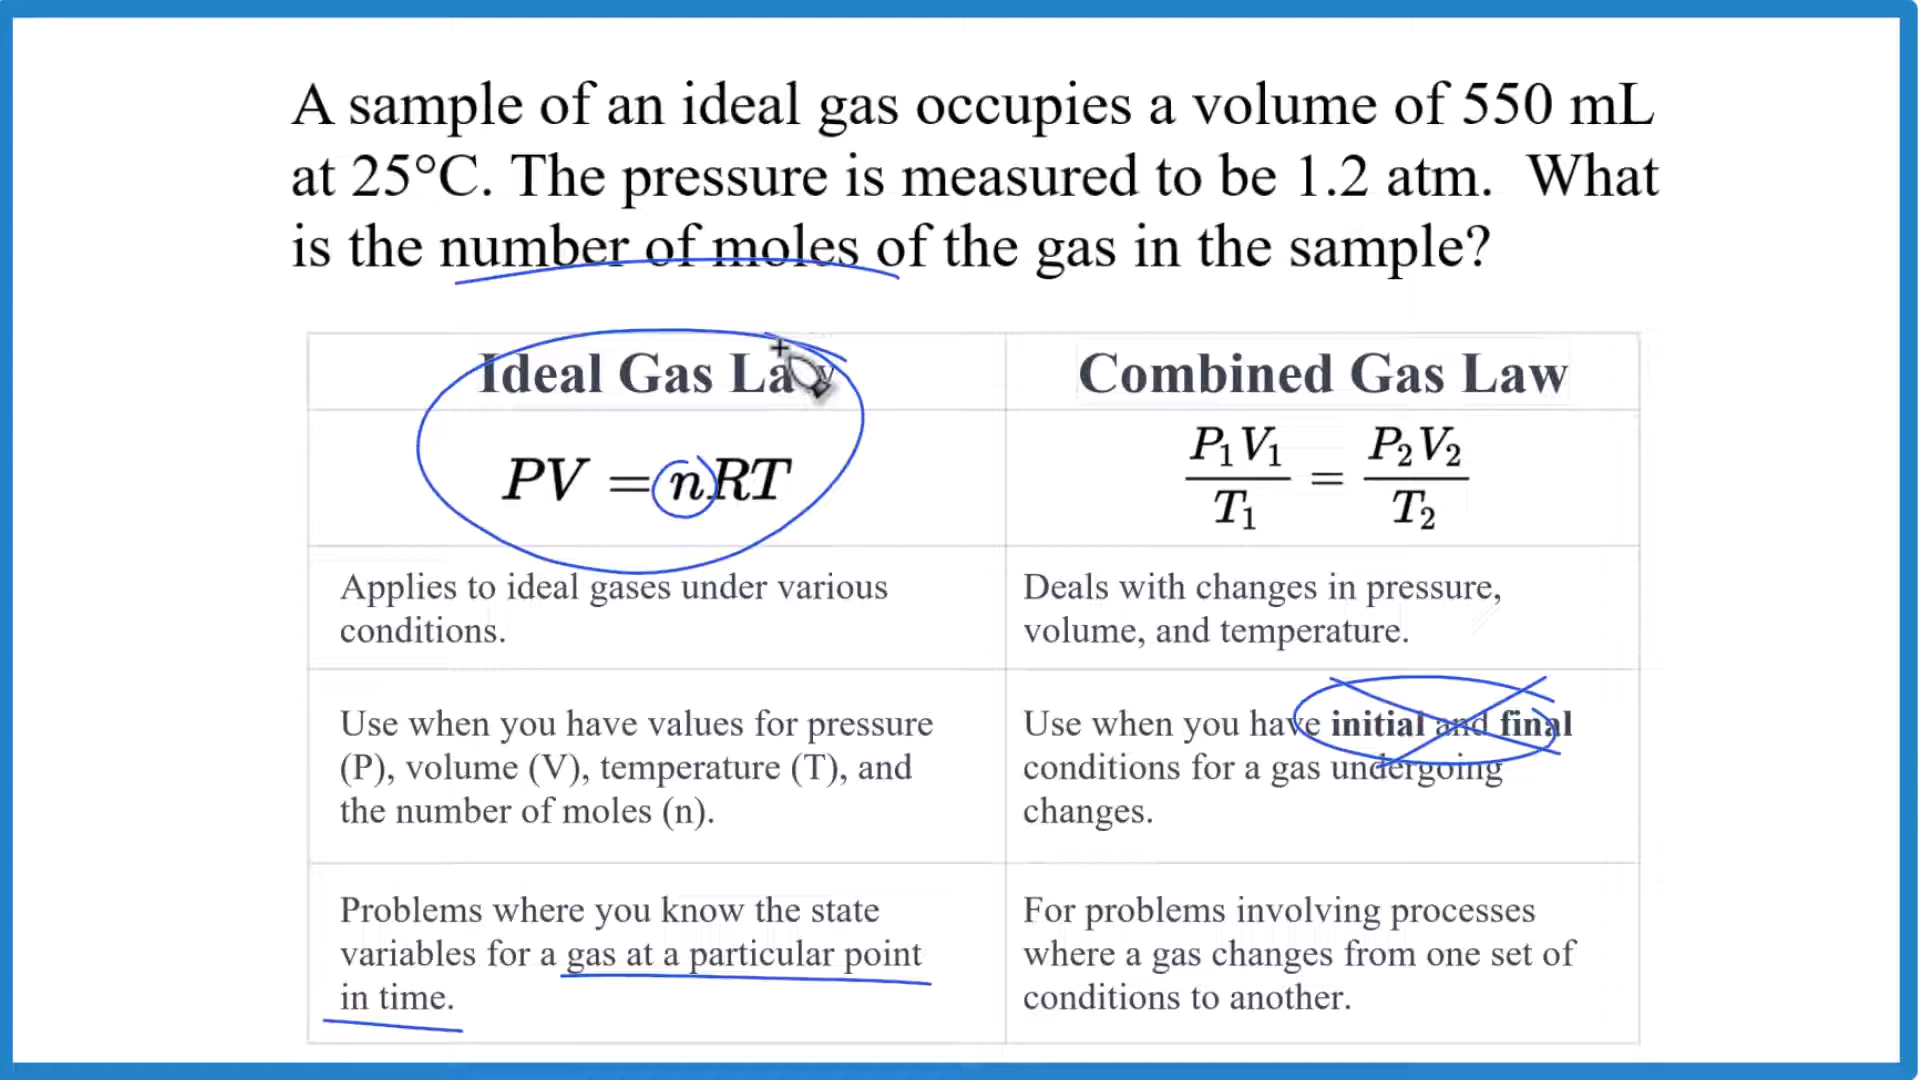 A sample of an ideal gas occupies a volume of 550 mL
at 25°C. The pressure is measured to be 1.2 atm. What
is the number of moles of the gas in the sample?
Ideal Gas Law
PV = nRT
Applies to ideal gases under various
conditions.
Use when you have values for pressure
(P), volume (V), temperature (T), and
the number of moles (n).
Problems where you know the state
variables for a gas at a particular point
in time.
Combined Gas Law
P₁V₁/T₁ = P₂V₂/T₂
Deals with changes in pressure,
volume, and temperature.
Use when you have initial and final
conditions for a gas undergoing
changes.
For problems involving processes
where a gas changes from one set of
conditions to another.